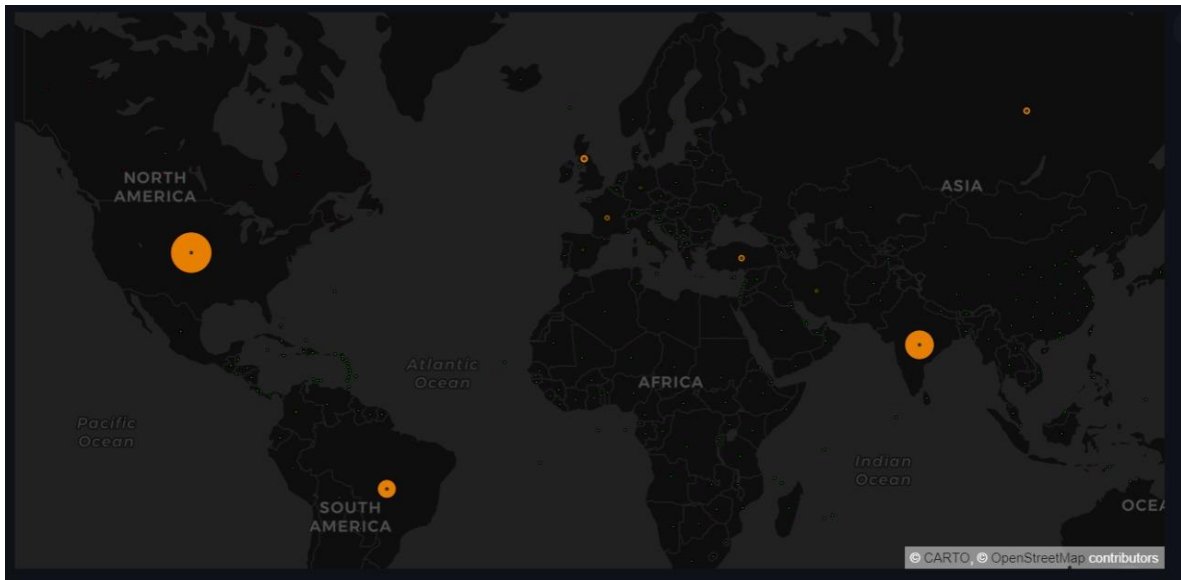 NORTH
AMERICA
ASIA
Atlantic
Ocean
AFRICA
Pacific
Ocean
Indian
Ocean
SOUTH
AMERICA
OCEA
© CARTO, © OpenStreetMap contributors